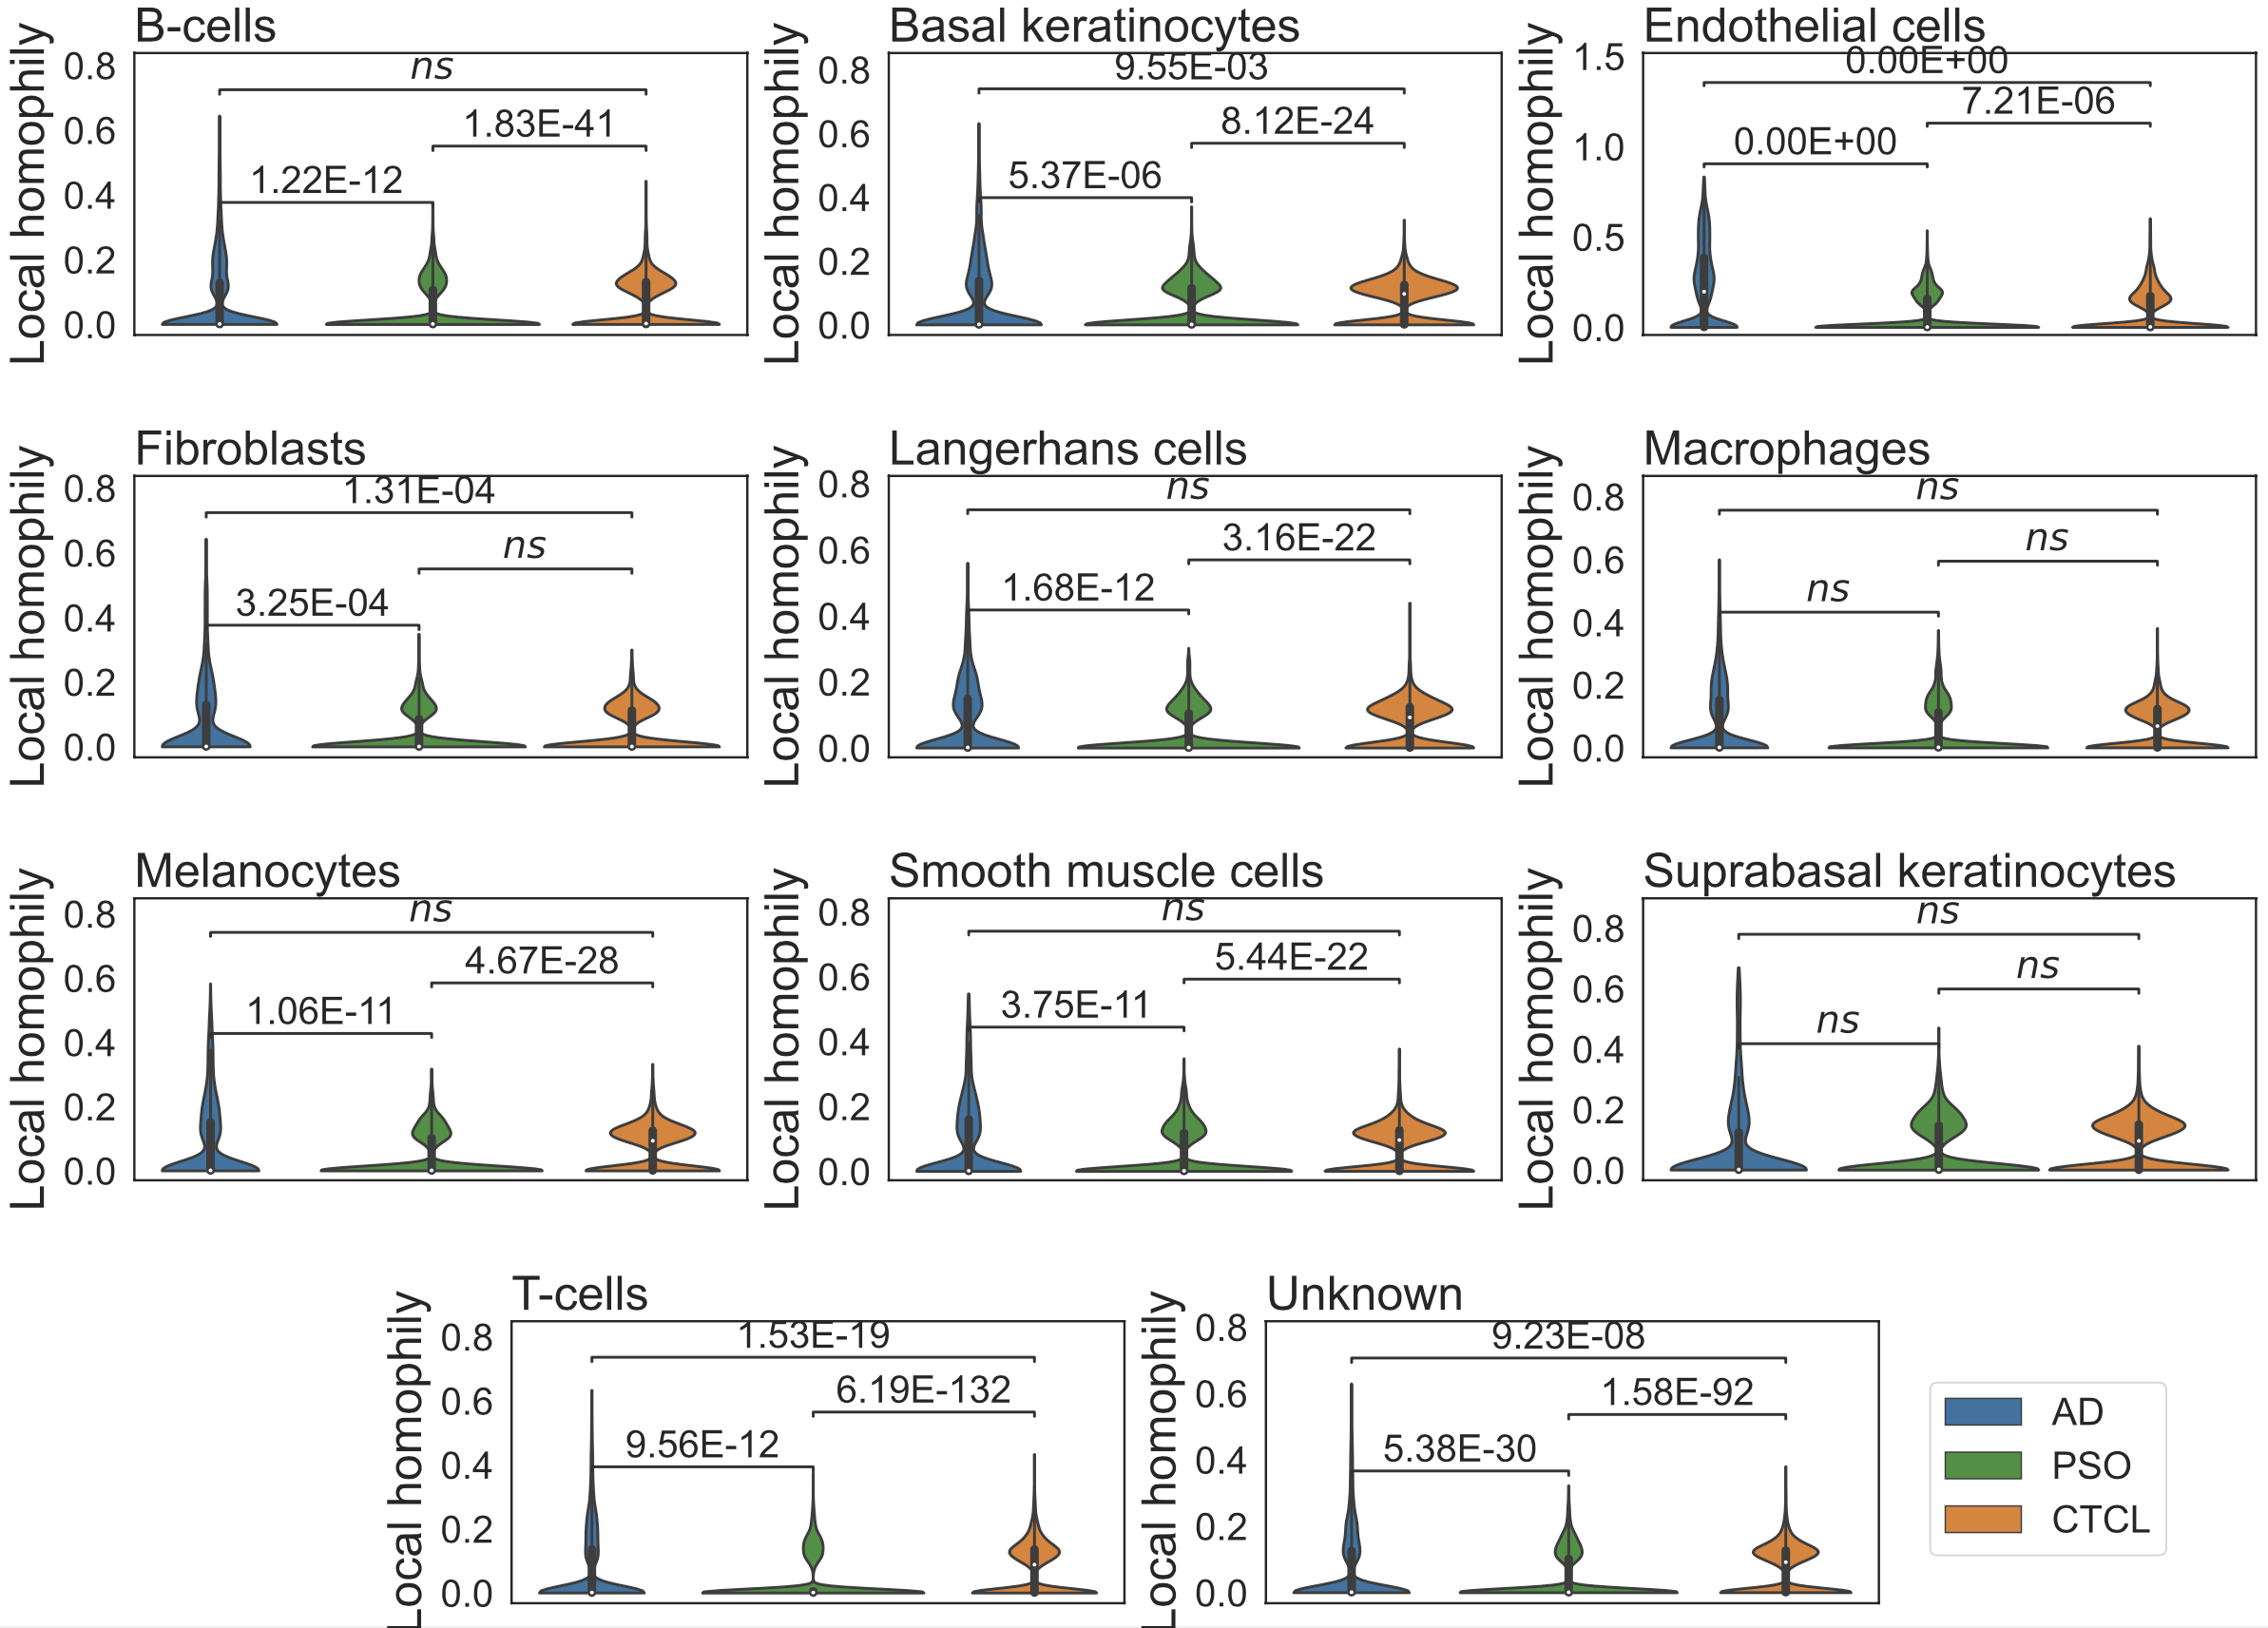 B-cells
Local homophily
0.8
0.6
0.4
0.2
0.0
ns
1.83E-41
1.22E-12
Basal keratinocytes
Local homophily
0.8
0.6
0.4
0.2
0.0
9.55E-03
8.12E-24
5.37E-06
Endothelial cells
Local homophily
1.5
1.0
0.5
0.0
0.00E+00
7.21E-06
0.00E+00
Fibroblasts
Local homophily
0.8
0.6
0.4
0.2
0.0
1.31E-04
ns
3.25E-04
Langerhans cells
Local homophily
0.8
0.6
0.4
0.2
0.0
ns
3.16E-22
1.68E-12
Macrophages
Local homophily
0.8
0.6
0.4
0.2
0.0
ns
ns
ns
Melanocytes
Local homophily
0.8
0.6
0.4
0.2
0.0
ns
4.67E-28
1.06E-11
Smooth muscle cells
Local homophily
0.8
0.6
0.4
0.2
0.0
ns
5.44E-22
3.75E-11
Suprabasal keratinocytes
Local homophily
0.8
0.6
0.4
0.2
0.0
ns
ns
ns
T-cells
Local homophily
0.8
0.6
0.4
0.2
0.0
1.53E-19
6.19E-132
9.56E-12
Unknown
Local homophily
0.8
0.6
0.4
0.2
0.0
9.23E-08
1.58E-92
5.38E-30
AD
PSO
CTCL